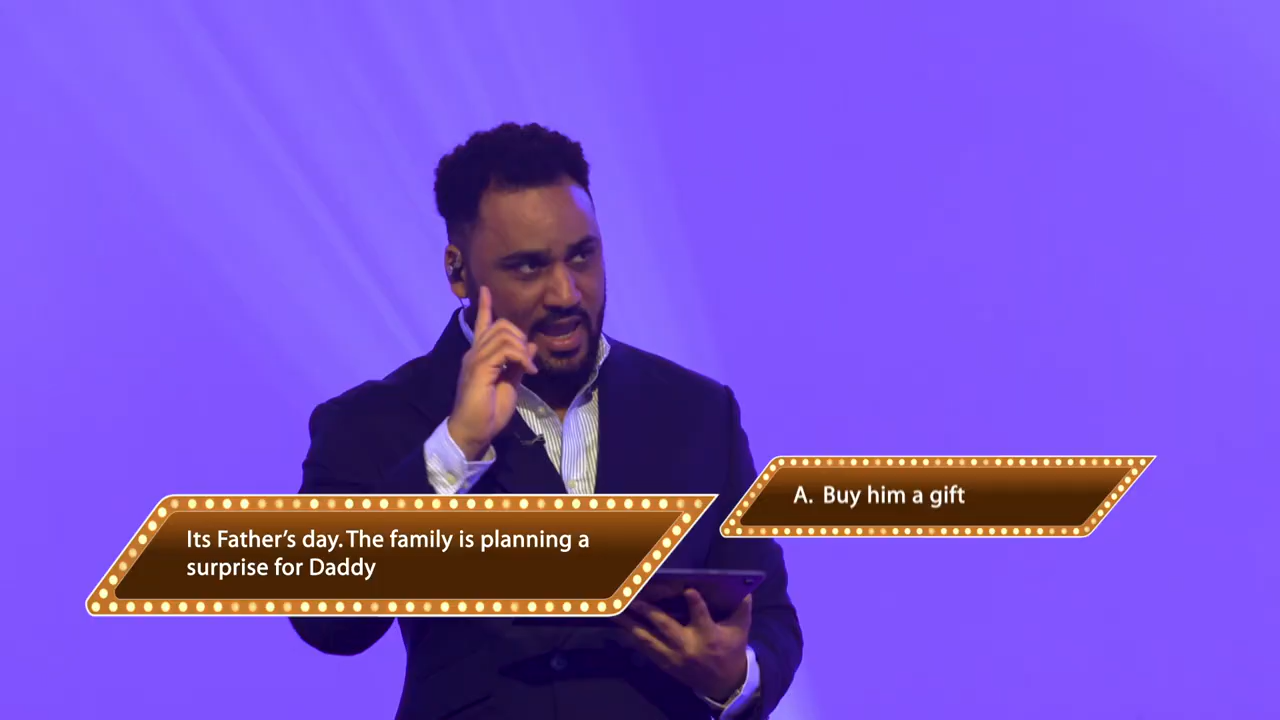 Its Father's day. The family is planning a
surprise for Daddy
A. Buy him a gift